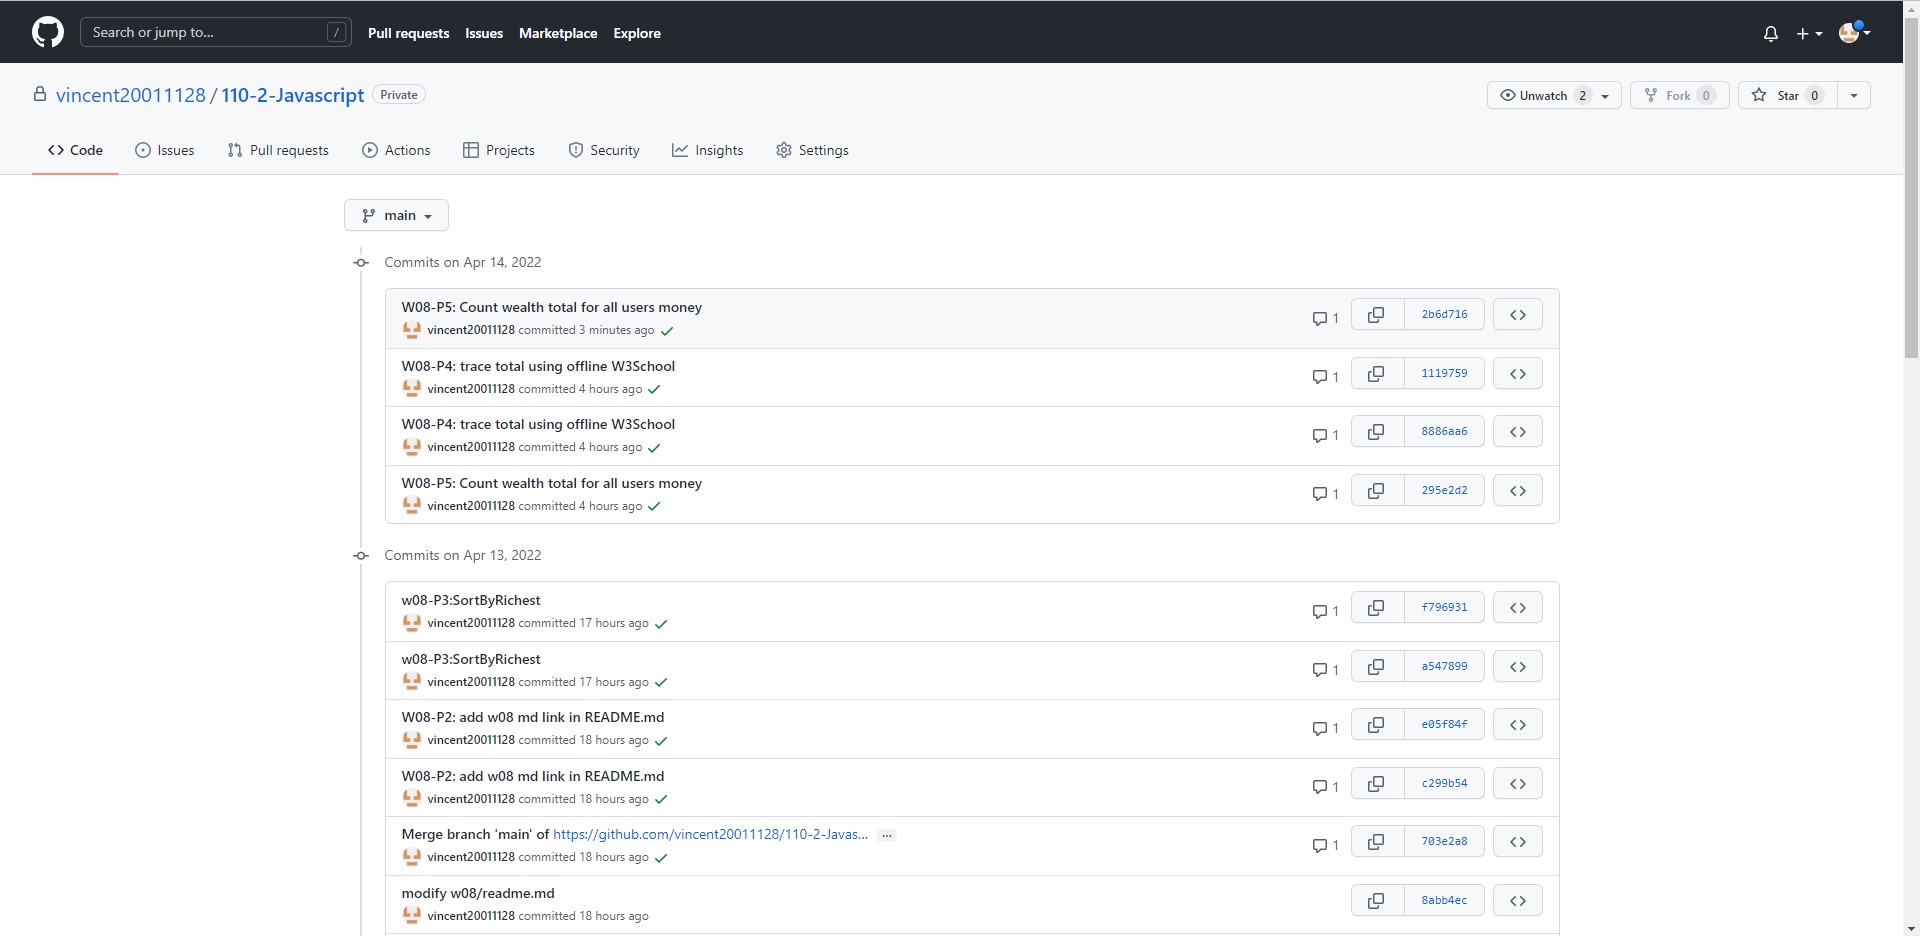 Search or jump to... / Pull requests Issues Marketplace Explore
vincent20011128 / 110-2-Javascript Private Unwatch 2 Fork 0 Star 0
Code Issues Pull requests Actions Projects Security Insights Settings
main
Commits on Apr 14, 2022
W08-P5: Count wealth total for all users money
vincent20011128 committed 3 minutes ago 1 2b6d716
W08-P4: trace total using offline W3School
vincent20011128 committed 4 hours ago 1 1119759
W08-P4: trace total using offline W3School
vincent20011128 committed 4 hours ago 1 8886aa6
W08-P5: Count wealth total for all users money
vincent20011128 committed 4 hours ago 1 295e2d2
Commits on Apr 13, 2022
w08-P3:SortByRichest
vincent20011128 committed 17 hours ago 1 f796931
w08-P3:SortByRichest
vincent20011128 committed 17 hours ago 1 a547899
W08-P2: add w08 md link in README.md
vincent20011128 committed 18 hours ago 1 e05f84f
W08-P2: add w08 md link in README.md
vincent20011128 committed 18 hours ago 1 c299b54
Merge branch 'main' of https://github.com/vincent20011128/110-2-Javas... ...
vincent20011128 committed 18 hours ago 1 703e2a8
modify w08/readme.md
vincent20011128 committed 18 hours ago 8abb4ec